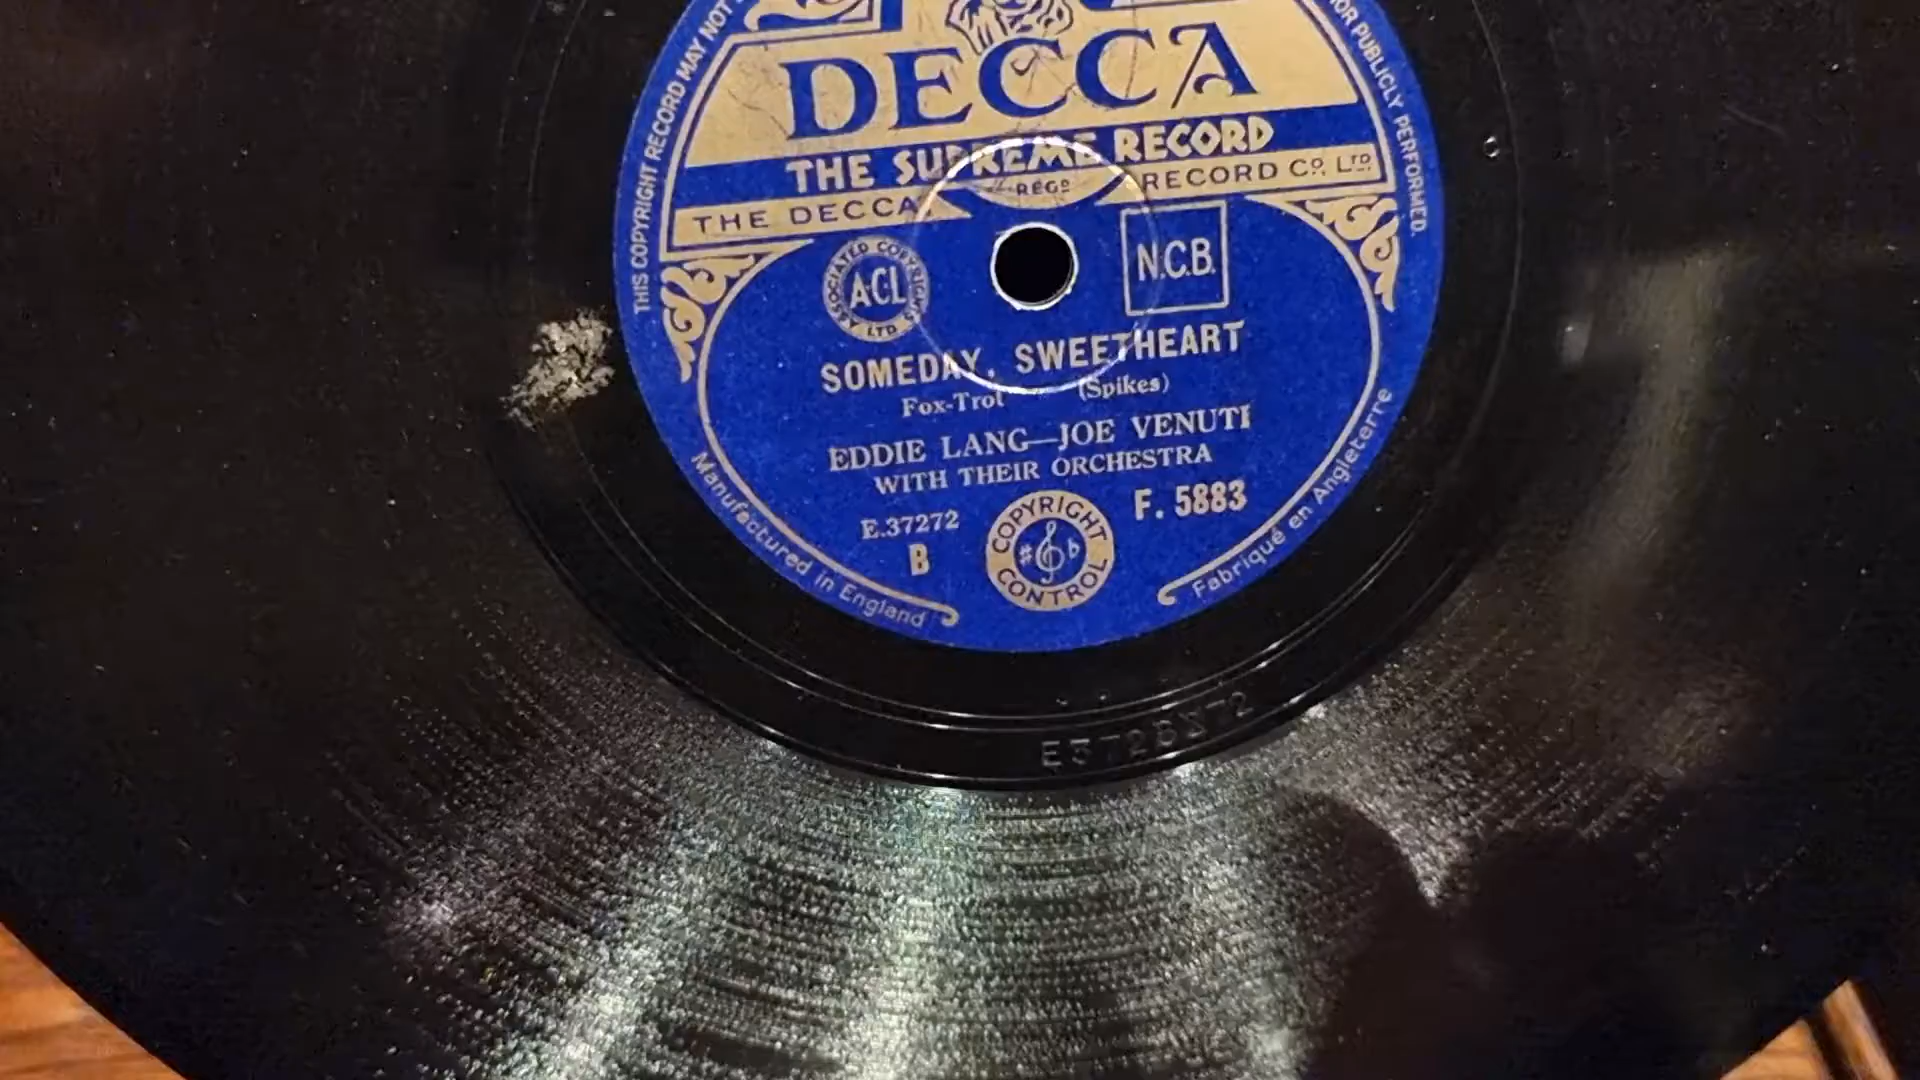 THIS COPYRIGHT RECORD MAY NOT
OR PUBLICLY PERFORMED.
DECCA
THE SUPREME RECORD
REGD
THE DECCA RECORD CO. LTD.
ASSOCIATED COPYRIGHTS LTD
ACL
N.C.B.
SOMEDAY, SWEETHEART
Fox-Trot (Spikes)
EDDIE LANG—JOE VENUTI
WITH THEIR ORCHESTRA
E.37272
F. 5883
B
COPYRIGHT CONTROL
Manufactured in England
Fabriqué en Angleterre